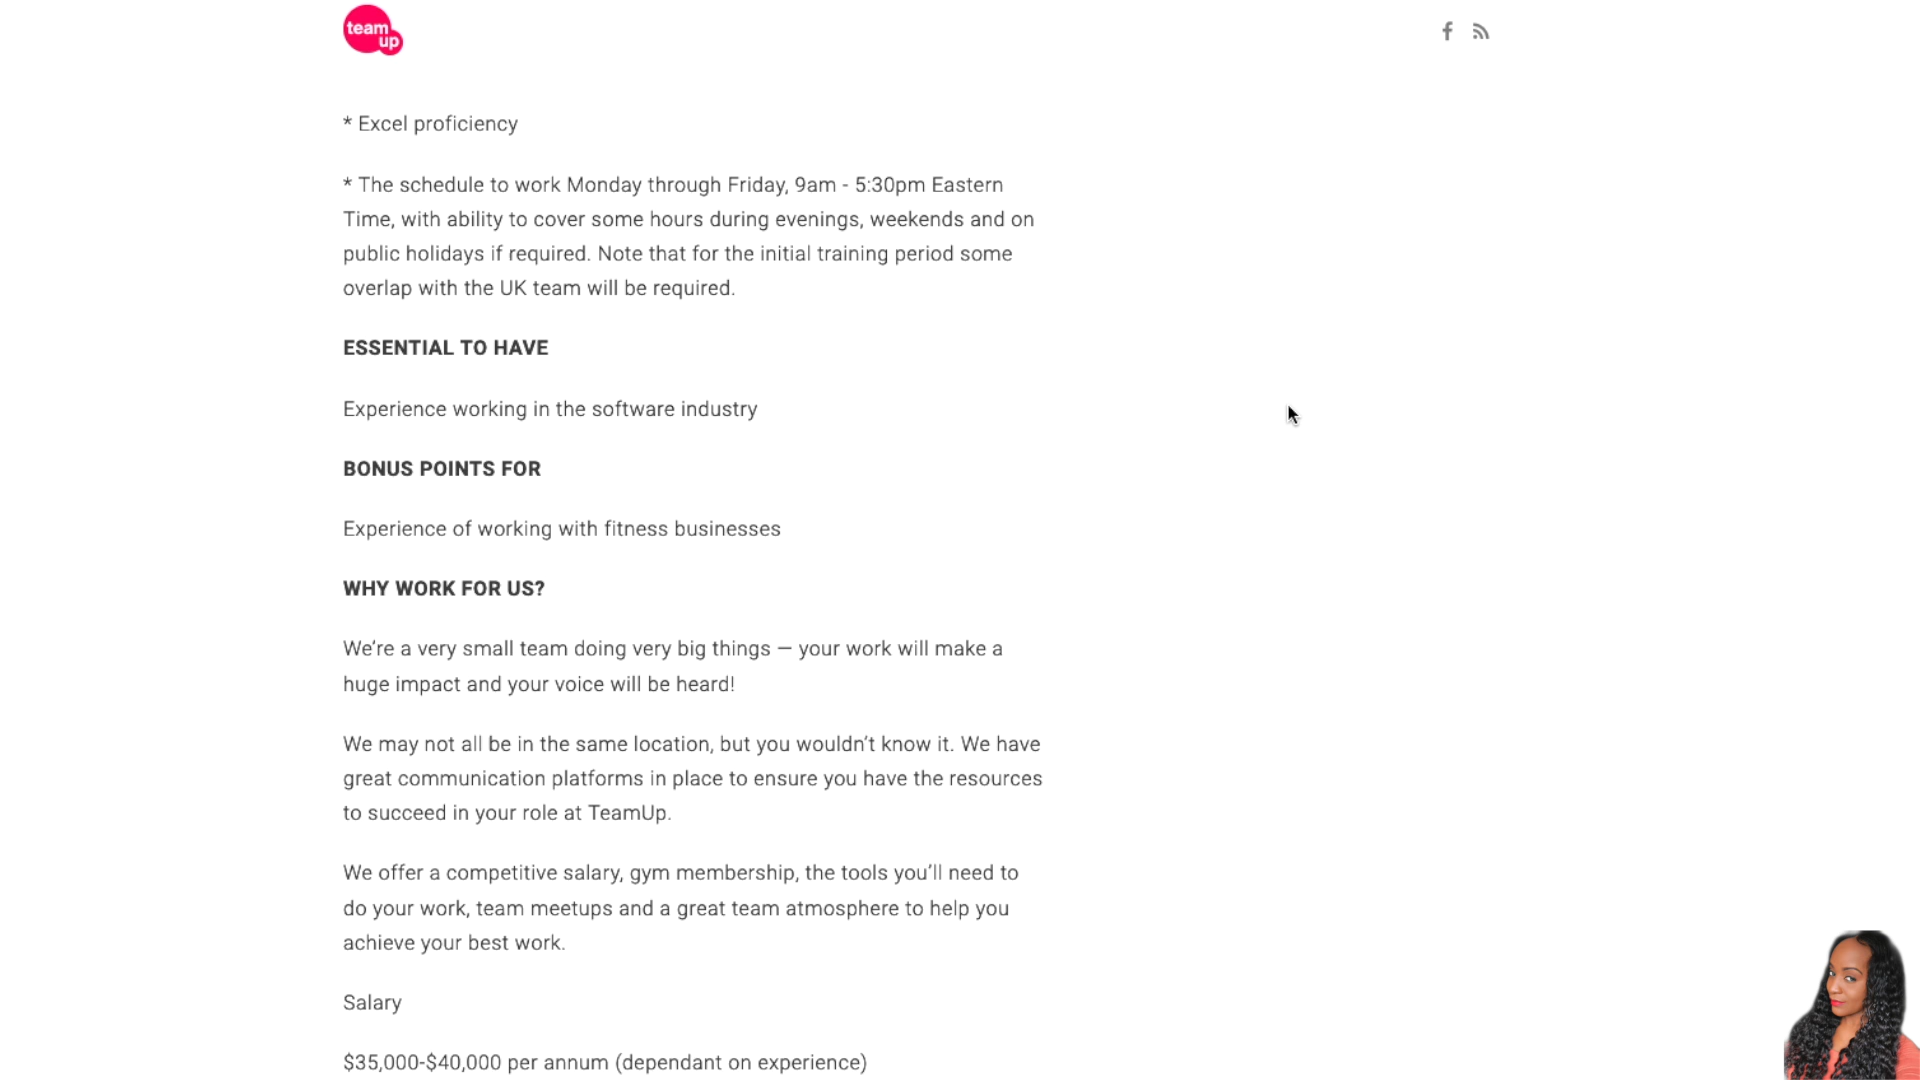 team
up
* Excel proficiency
* The schedule to work Monday through Friday, 9am - 5:30pm Eastern
Time, with ability to cover some hours during evenings, weekends and on
public holidays if required. Note that for the initial training period some
overlap with the UK team will be required.
ESSENTIAL TO HAVE
Experience working in the software industry
BONUS POINTS FOR
Experience of working with fitness businesses
WHY WORK FOR US?
We’re a very small team doing very big things — your work will make a
huge impact and your voice will be heard!
We may not all be in the same location, but you wouldn’t know it. We have
great communication platforms in place to ensure you have the resources
to succeed in your role at TeamUp.
We offer a competitive salary, gym membership, the tools you’ll need to
do your work, team meetups and a great team atmosphere to help you
achieve your best work.
Salary
$35,000-$40,000 per annum (dependant on experience)